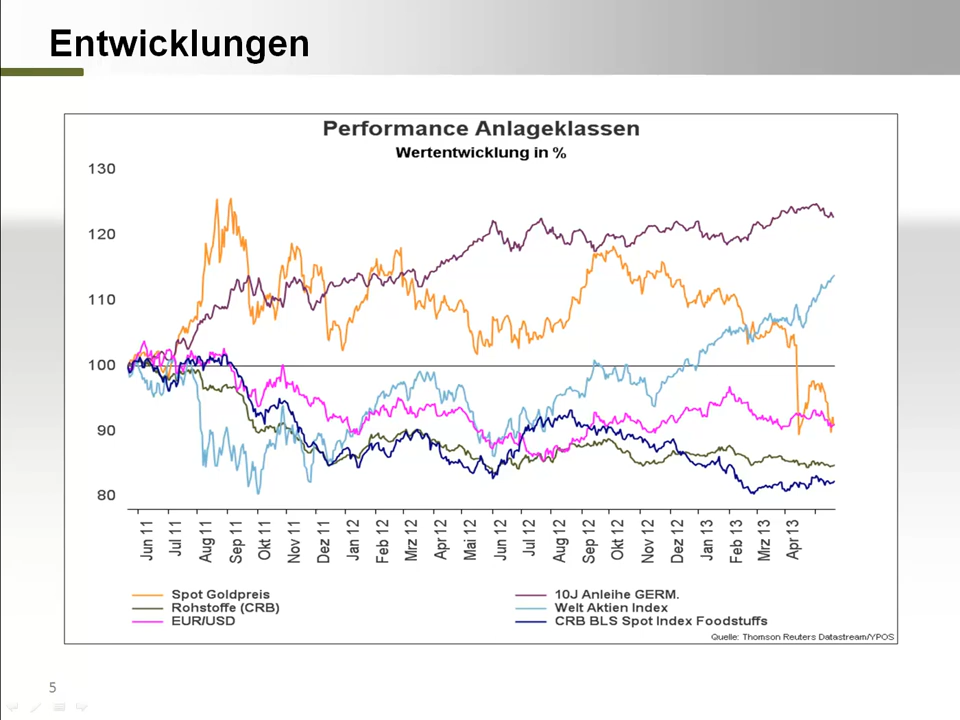 Entwicklungen
Performance Anlageklassen
Wertentwicklung in %
130
120
110
100
90
80
Jun 11
Jul 11
Aug 11
Sep 11
Okt 11
Nov 11
Dez 11
Jan 12
Feb 12
Mrz 12
Apr 12
Mai 12
Jun 12
Jul 12
Aug 12
Sep 12
Okt 12
Nov 12
Dez 12
Jan 13
Feb 13
Mrz 13
Apr 13
Spot Goldpreis
Rohstoffe (CRB)
EUR/USD
10J Anleihe GERM.
Welt Aktien Index
CRB BLS Spot Index Foodstuffs
Quelle: Thomson Reuters Datastream/YPOS
5